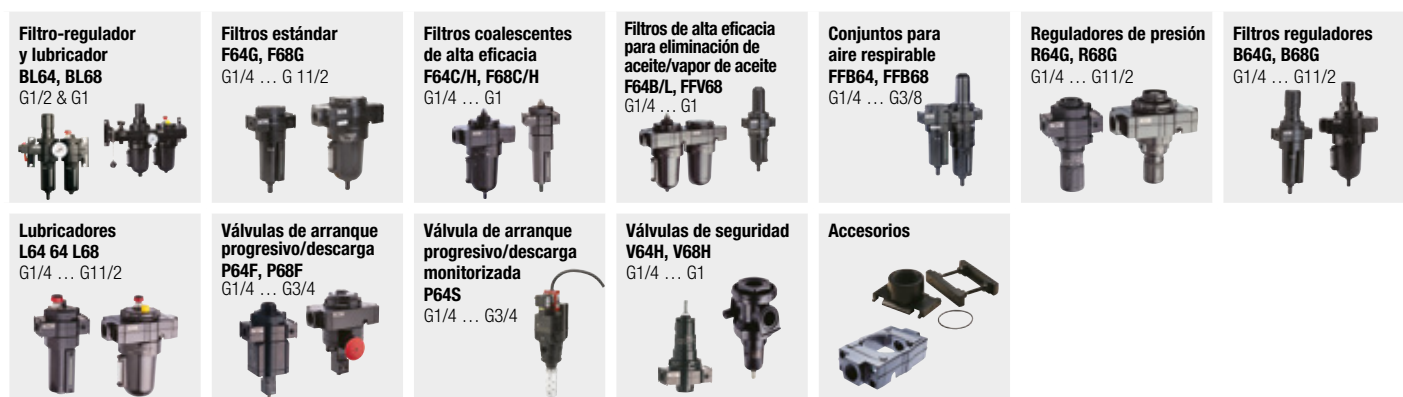 Filtro-regulador
y lubricador
BL64, BL68
G1/2 & G1
Filtros estándar
F64G, F68G
G1/4 … G 11/2
Filtros coalescentes
de alta eficacia
F64C/H, F68C/H
G1/4 … G1
Filtros de alta eficacia
para eliminación de
aceite/vapor de aceite
F64B/L, FFV68
G1/4 … G1
Conjuntos para
aire respirable
FFB64, FFB68
G1/4 … G3/8
Reguladores de presión
R64G, R68G
G1/4 … G11/2
Filtros reguladores
B64G, B68G
G1/4 … G11/2
Lubricadores
L64 64 L68
G1/4 … G11/2
Válvulas de arranque
progresivo/descarga
P64F, P68F
G1/4 … G3/4
Válvula de arranque
progresivo/descarga
monitorizada
P64S
G1/4 … G3/4
Válvulas de seguridad
V64H, V68H
G1/4 … G1
Accesorios